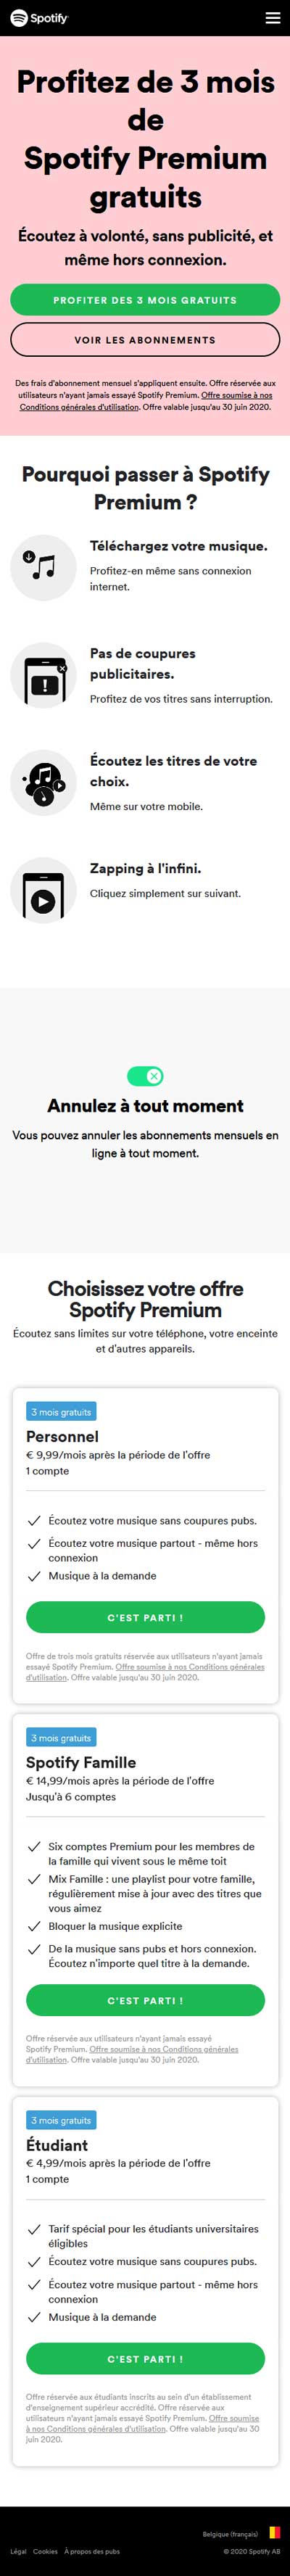 Spotify
Profitez de 3 mois
de
Spotify Premium
gratuits
Écoutez à volonté, sans publicité, et
même hors connexion.
PROFITER DES 3 MOIS GRATUITS
VOIR LES ABONNEMENTS
Des frais d'abonnement mensuel s'appliquent ensuite. Offre réservée aux
utilisateurs n'ayant jamais essayé Spotify Premium. Offre soumise à nos
Conditions générales d'utilisation. Offre valable jusqu'au 30 juin 2020.
Pourquoi passer à Spotify
Premium ?
Téléchargez votre musique.
Profitez-en même sans connexion
internet.
Pas de coupures
publicitaires.
Profitez de vos titres sans interruption.
Écoutez les titres de votre
choix.
Même sur votre mobile.
Zapping à l'infini.
Cliquez simplement sur suivant.
Annulez à tout moment
Vous pouvez annuler les abonnements mensuels en
ligne à tout moment.
Choisissez votre offre
Spotify Premium
Écoutez sans limites sur votre téléphone, votre enceinte
et d'autres appareils.
3 mois gratuits
Personnel
€ 9,99/mois après la période de l'offre
1 compte
Écoutez votre musique sans coupures pubs.
Écoutez votre musique partout - même hors
connexion
Musique à la demande
C'EST PARTI !
Offre de trois mois gratuits réservée aux utilisateurs n'ayant jamais
essayé Spotify Premium. Offre soumise à nos Conditions générales
d'utilisation. Offre valable jusqu'au 30 juin 2020.
3 mois gratuits
Spotify Famille
€ 14,99/mois après la période de l'offre
Jusqu'à 6 comptes
Six comptes Premium pour les membres de
la famille qui vivent sous le même toit
Mix Famille : une playlist pour votre famille,
régulièrement mise à jour avec des titres que
vous aimez
Bloquer la musique explicite
De la musique sans pubs et hors connexion.
Écoutez n'importe quel titre à la demande.
C'EST PARTI !
Offre réservée aux utilisateurs n'ayant jamais essayé
Spotify Premium. Offre soumise à nos Conditions générales
d'utilisation. Offre valable jusqu'au 30 juin 2020.
3 mois gratuits
Étudiant
€ 4,99/mois après la période de l'offre
1 compte
Tarif spécial pour les étudiants universitaires
éligibles
Écoutez votre musique sans coupures pubs.
Écoutez votre musique partout - même hors
connexion
Musique à la demande
C'EST PARTI !
Offre réservée aux étudiants inscrits au sein d'un établissement
d'enseignement supérieur accrédité. Offre réservée aux
utilisateurs n'ayant jamais essayé Spotify Premium. Offre soumise
à nos Conditions générales d'utilisation. Offre valable jusqu'au 30
juin 2020.
Belgique (français)
Légal Cookies À propos des pubs © 2020 Spotify AB